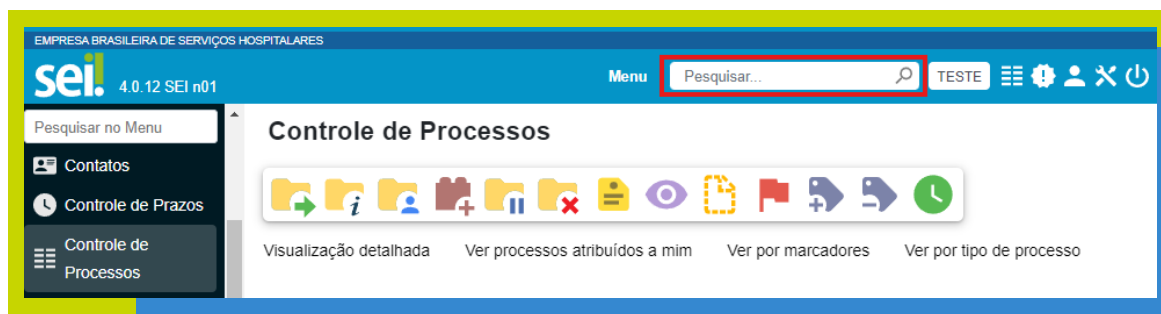 EMPRESA BRASILEIRA DE SERVIÇOS HOSPITALARES
sei! 4.0.12 SEI n01
Menu
Pesquisar...
TESTE
Pesquisar no Menu
Contatos
Controle de Prazos
Controle de
Processos
Controle de Processos
Visualização detalhada Ver processos atribuídos a mim Ver por marcadores Ver por tipo de processo